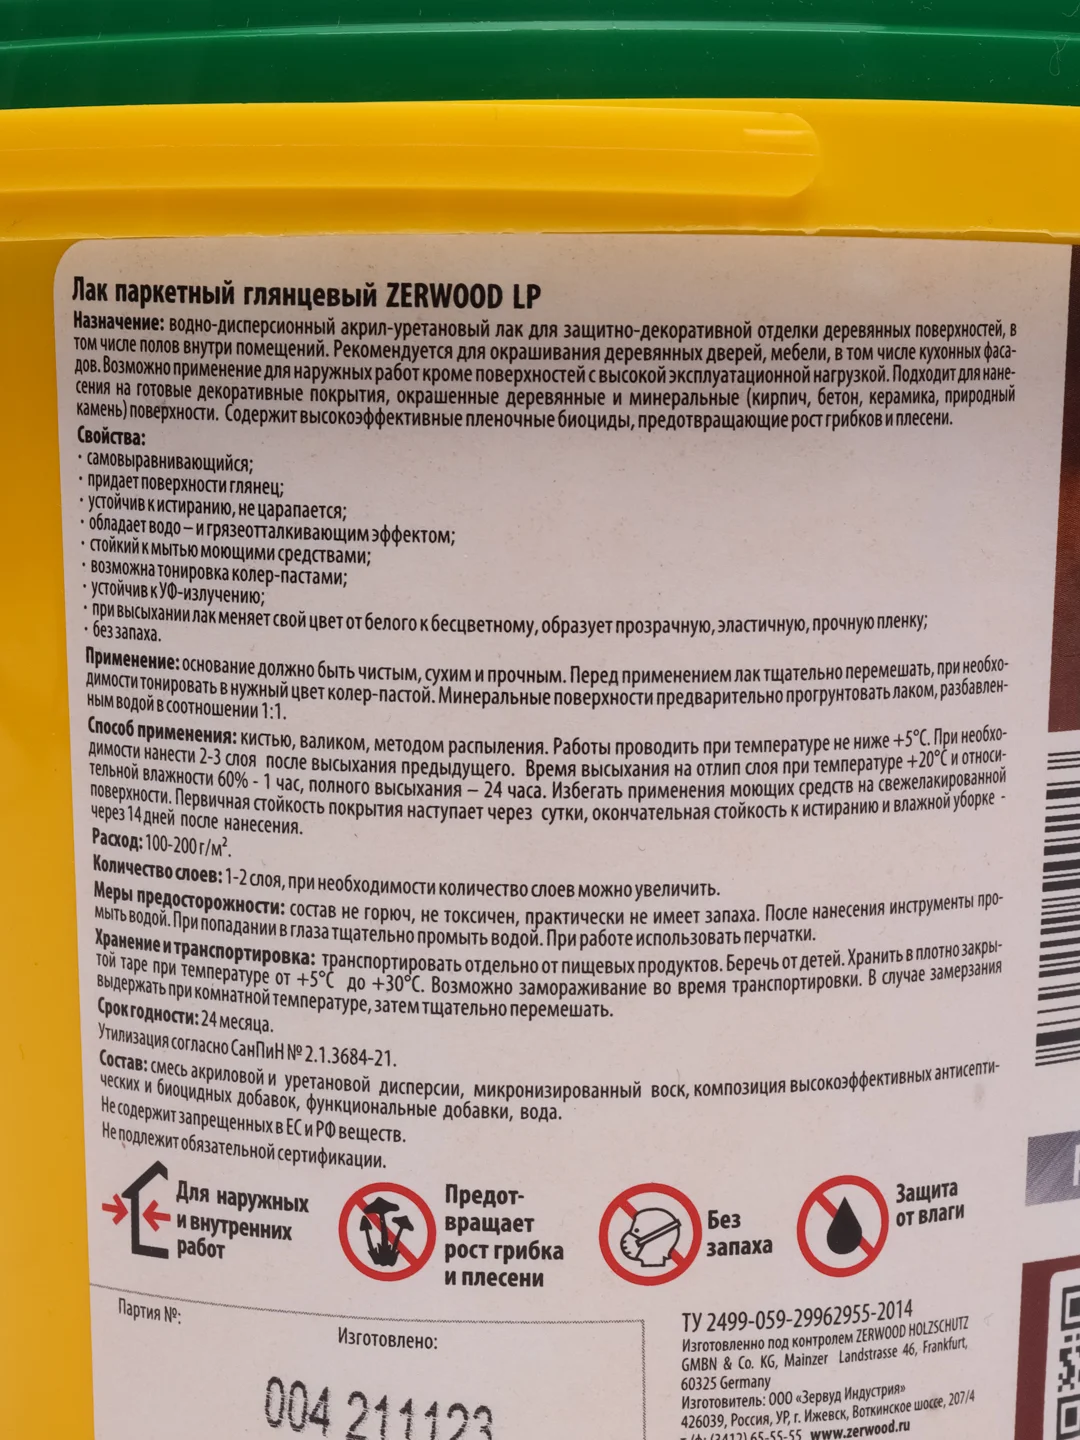 Лак паркетный глянцевый ZERWOOD LP
Назначение: водно-дисперсионный акрил-уретановый лак для защитно-декоративной отделки деревянных поверхностей, в
том числе полов внутри помещений. Рекомендуется для окрашивания деревянных дверей, мебели, в том числе кухонных фаса-
дов. Возможно применение для наружных работ кроме поверхностей с высокой эксплуатационной нагрузкой. Подходит для нане-
сения на готовые декоративные покрытия, окрашенные деревянные и минеральные (кирпич, бетон, керамика, природный
камень) поверхности. Содержит высокоэффективные пленочные биоциды, предотвращающие рост грибков и плесени.
Свойства:
· самовыравнивающийся;
· придает поверхности глянец;
· устойчив к истиранию, не царапается;
· обладает водо – и грязеотталкивающим эффектом;
· стойкий к мытью моющими средствами;
· возможна тонировка колер-пастами;
· устойчив к УФ-излучению;
· при высыхании лак меняет свой цвет от белого к бесцветному, образует прозрачную, эластичную, прочную пленку;
· без запаха.
Применение: основание должно быть чистым, сухим и прочным. Перед применением лак тщательно перемешать, при необхо-
димости тонировать в нужный цвет колер-пастой. Минеральные поверхности предварительно прогрунтовать лаком, разбавлен-
ным водой в соотношении 1:1.
Способ применения: кистью, валиком, методом распыления. Работы проводить при температуре не ниже +5°С. При необхо-
димости нанести 2-3 слоя после высыхания предыдущего. Время высыхания на отлип слоя при температуре +20°С и относи-
тельной влажности 60% - 1 час, полного высыхания – 24 часа. Избегать применения моющих средств на свежелакированной
поверхности. Первичная стойкость покрытия наступает через сутки, окончательная стойкость к истиранию и влажной уборке -
через 14 дней после нанесения.
Расход: 100-200 г/м².
Количество слоев: 1-2 слоя, при необходимости количество слоев можно увеличить.
Меры предосторожности: состав не горюч, не токсичен, практически не имеет запаха. После нанесения инструменты про-
мыть водой. При попадании в глаза тщательно промыть водой. При работе использовать перчатки.
Хранение и транспортировка: транспортировать отдельно от пищевых продуктов. Беречь от детей. Хранить в плотно закры-
той таре при температуре от +5°С до +30°С. Возможно замораживание во время транспортировки. В случае замерзания
выдержать при комнатной температуре, затем тщательно перемешать.
Срок годности: 24 месяца.
Утилизация согласно СанПиН № 2.1.3684-21.
Состав: смесь акриловой и уретановой дисперсии, микронизированный воск, композиция высокоэффективных антисепти-
ческих и биоцидных добавок, функциональные добавки, вода.
Не содержит запрещенных в ЕС и РФ веществ.
Не подлежит обязательной сертификации.
Для наружных
и внутренних
работ
Предот-
вращает
рост грибка
и плесени
Без
запаха
Защита
от влаги
Партия №:
Изготовлено:
004 211123
ТУ 2499-059-29962955-2014
Изготовленно под контролем ZERWOOD HOLZSCHUTZ
GMBN & Co. KG, Mainzer Landstrasse 46, Frankfurt,
60325 Germany
Изготовитель: ООО «Зервуд Индустрия»
426039, Россия, УР, г. Ижевск, Воткинское шоссе, 207/4
т/ф: (3412) 65-55-55 www.zerwood.ru